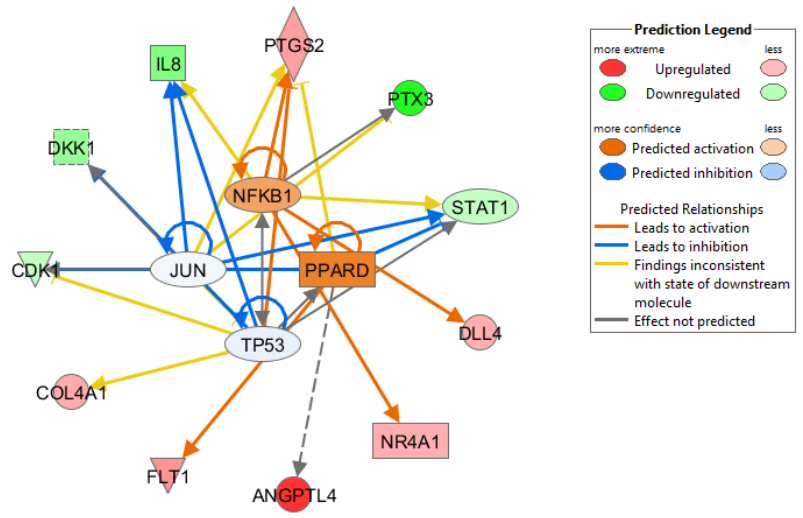 PTGS2
IL8
PTX3
DKK1
NFKB1
STAT1
CDK1
JUN
PPARD
TP53
DLL4
COL4A1
NR4A1
FLT1
ANGPTL4
Prediction Legend
more extreme less
Upregulated
Downregulated
more confidence less
Predicted activation
Predicted inhibition
Predicted Relationships
Leads to activation
Leads to inhibition
Findings inconsistent
with state of downstream
molecule
Effect not predicted